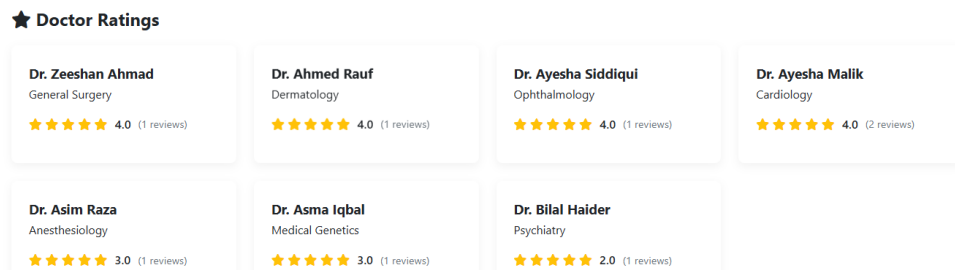 Doctor Ratings
Dr. Zeeshan Ahmad
General Surgery
4.0 (1 reviews)
Dr. Ahmed Rauf
Dermatology
4.0 (1 reviews)
Dr. Ayesha Siddiqui
Ophthalmology
4.0 (1 reviews)
Dr. Ayesha Malik
Cardiology
4.0 (2 reviews)
Dr. Asim Raza
Anesthesiology
3.0 (1 reviews)
Dr. Asma Iqbal
Medical Genetics
3.0 (1 reviews)
Dr. Bilal Haider
Psychiatry
2.0 (1 reviews)